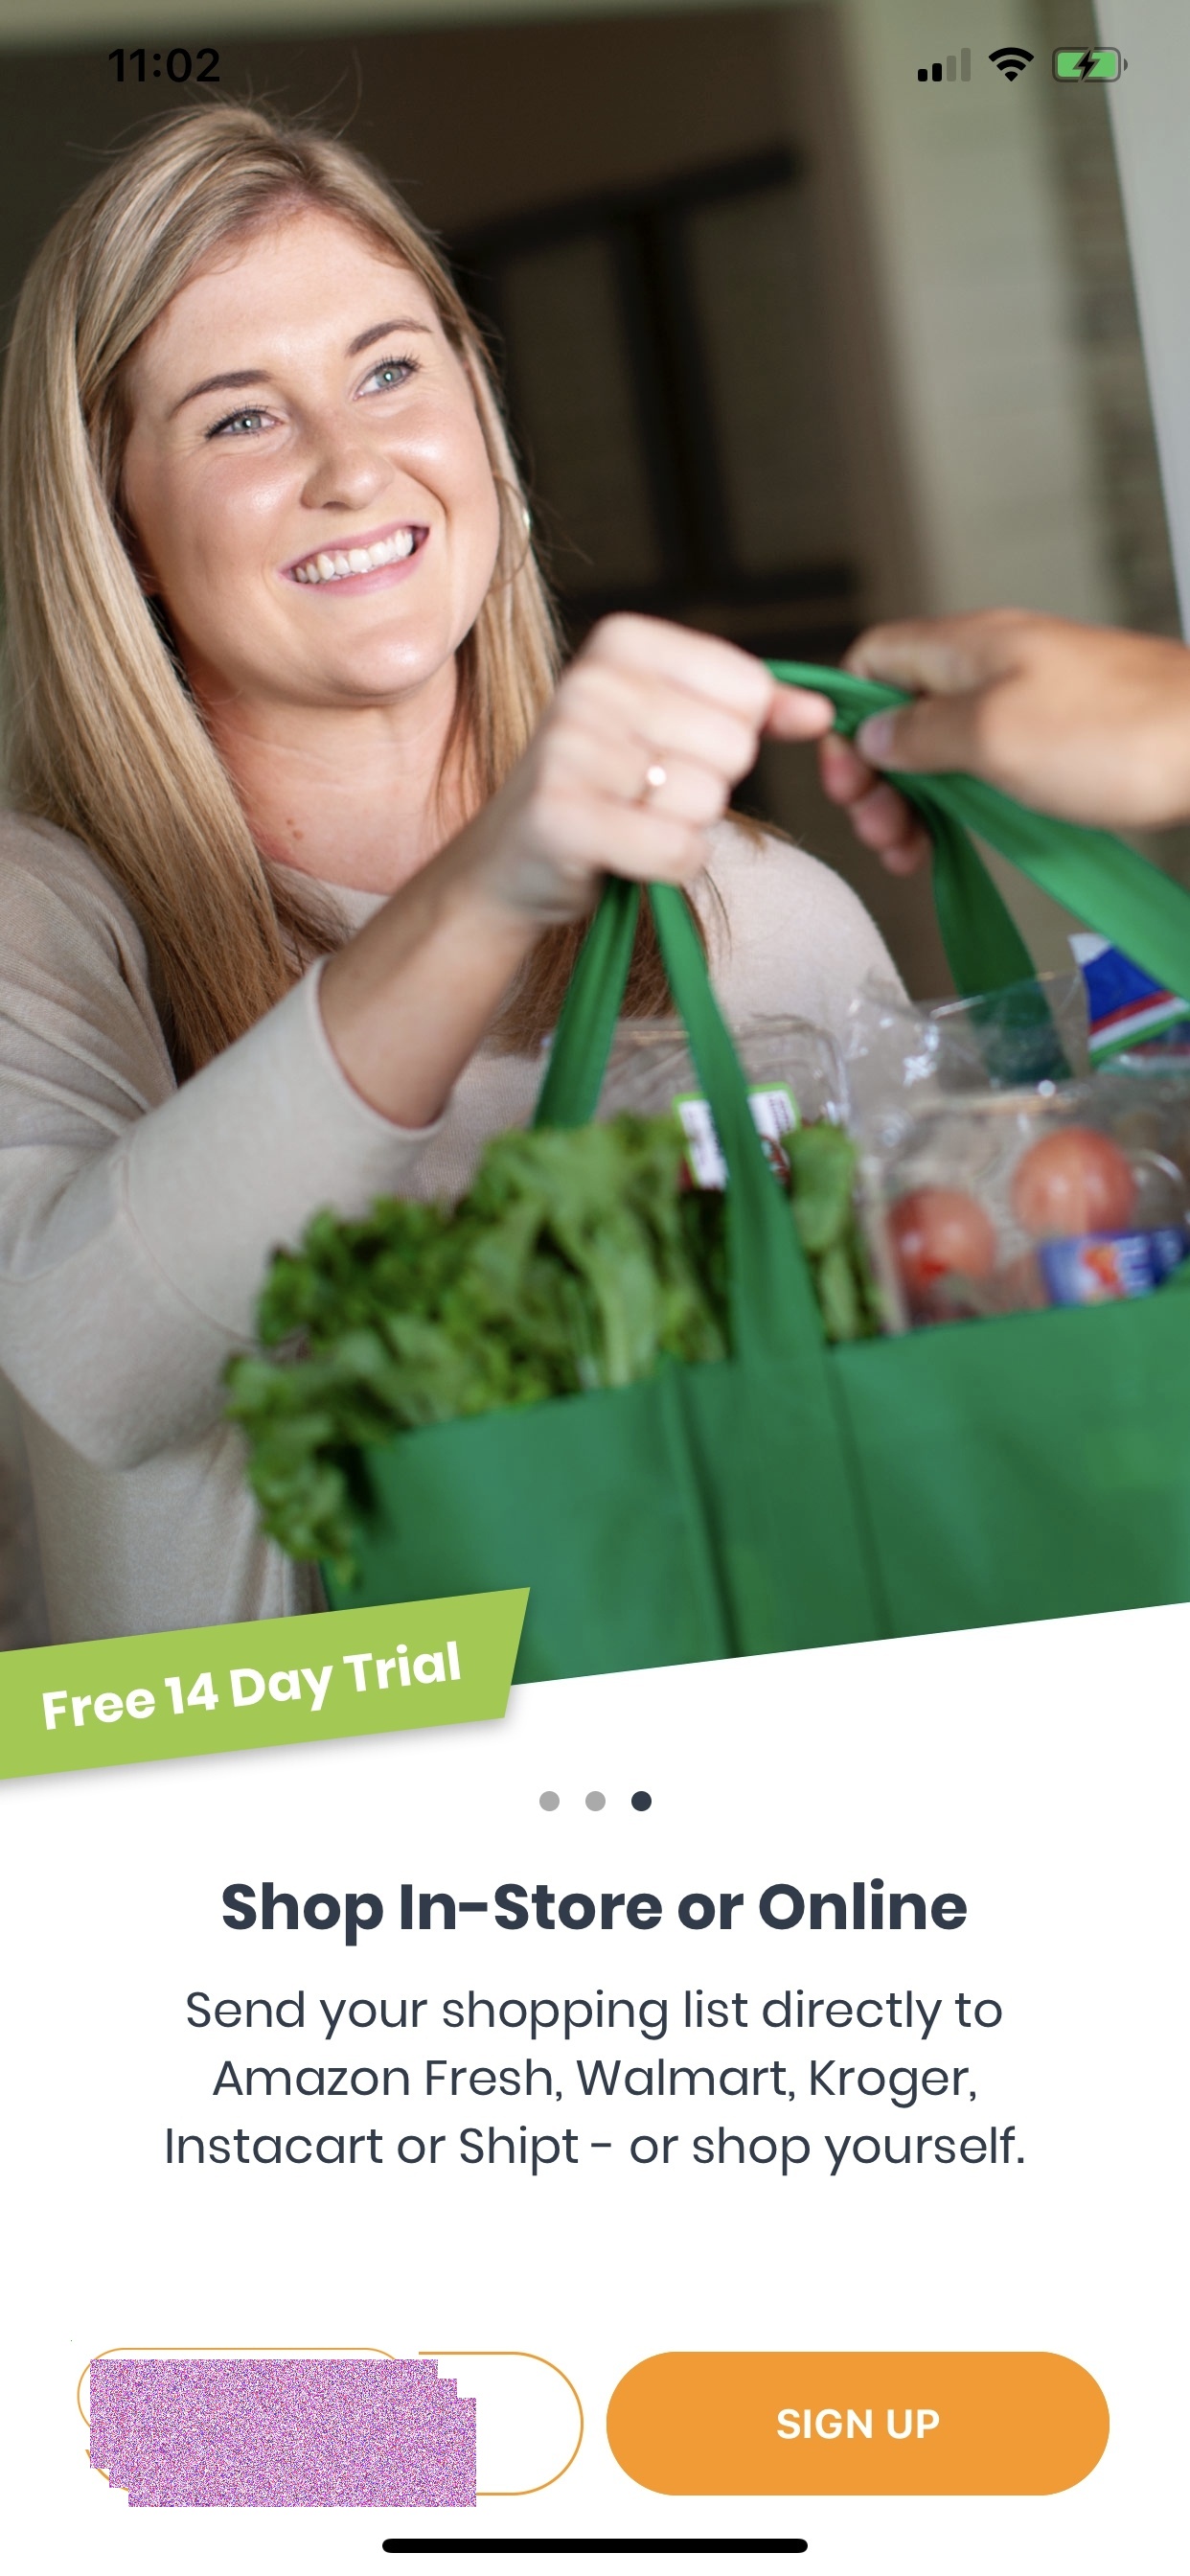 11:02
Free 14 Day Trial
Shop In-Store or Online
Send your shopping list directly to
Amazon Fresh, Walmart, Kroger,
Instacart or Shipt - or shop yourself.
SIGN UP